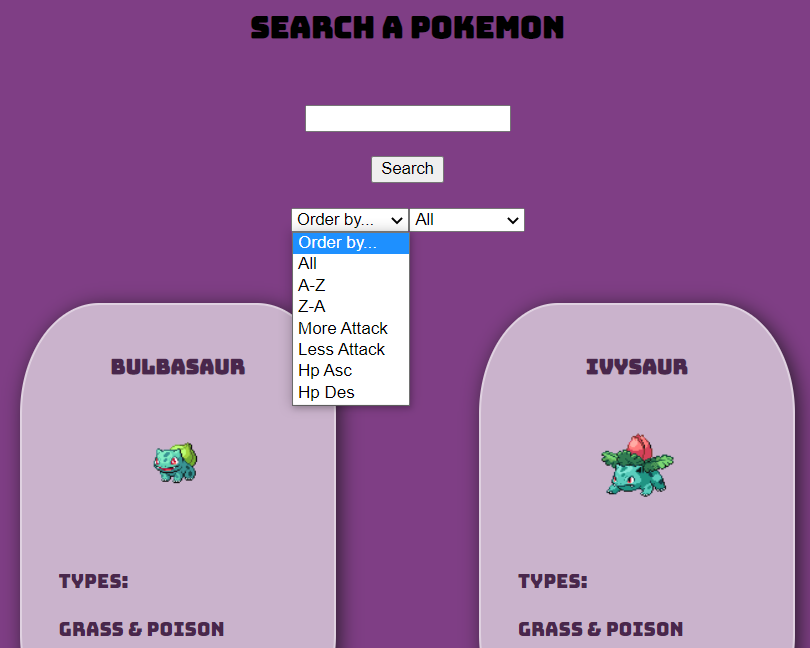 SEARCH A POKEMON
Search
Order by... All
Order by...
All
A-Z
Z-A
More Attack
Less Attack
Hp Asc
Hp Des
BULBASAUR
TYPES:
GRASS & POISON
IVYSAUR
TYPES:
GRASS & POISON